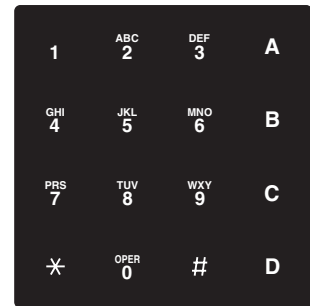 ABC DEF
1 2 3 A
GHI JKL MNO
4 5 6 B
PRS TUV WXY
7 8 9 C
OPER
* 0 # D